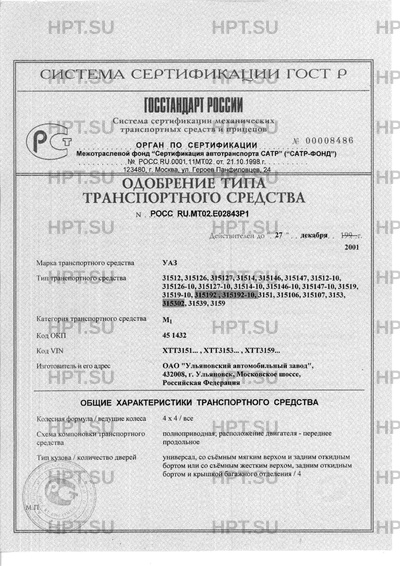 СИСТЕМА СЕРТИФИКАЦИИ ГОСТ Р
ГОССТАНДАРТ РОССИИ
Система сертификации механических
транспортных средств и прицепов
№ 00008486
ОРГАН ПО СЕРТИФИКАЦИИ
Межотраслевой фонд "Сертификация автотранспорта САТР" ("САТР-ФОНД")
№ РОСС RU.0001.11МТ02. от. 21.10.1998 г.
123480, г. Москва, ул. Героев Панфиловцев, 24
ОДОБРЕНИЕ ТИПА
ТРАНСПОРТНОГО СРЕДСТВА
N РОСС RU.МТ02.Е02843Р1
Действителен до " 27 " декабря 199 г.
2001
Марка транспортного средства УАЗ
Тип транспортного средства 31512, 315126, 315127, 31514, 315146, 315147, 31512-10,
315126-10, 315127-10, 31514-10, 315146-10, 315147-10, 31519,
31519-10, 315192 , 315192-10, 3151, 315106, 315107, 3153,
315302, 31539, 3159
Категория транспортного средства M1
Код ОКП 45 1432
Код VIN XTT3151... , XTT3153... , XTT3159...
Изготовитель и его адрес ОАО "Ульяновский автомобильный завод",
432008, г. Ульяновск, Московское шоссе,
Российская Федерация
ОБЩИЕ ХАРАКТЕРИСТИКИ ТРАНСПОРТНОГО СРЕДСТВА
Колесная формула / ведущие колеса 4 x 4 / все
Схема компоновки транспортного средства полноприводная, расположение двигателя - переднее
продольное
Тип кузова / количество дверей универсал, со съёмным мягким верхом и задним откидным
бортом или со съёмным жестким верхом, задним откидным
бортом и крышкой багажного отделения / 4
М.П.
HPT.SU